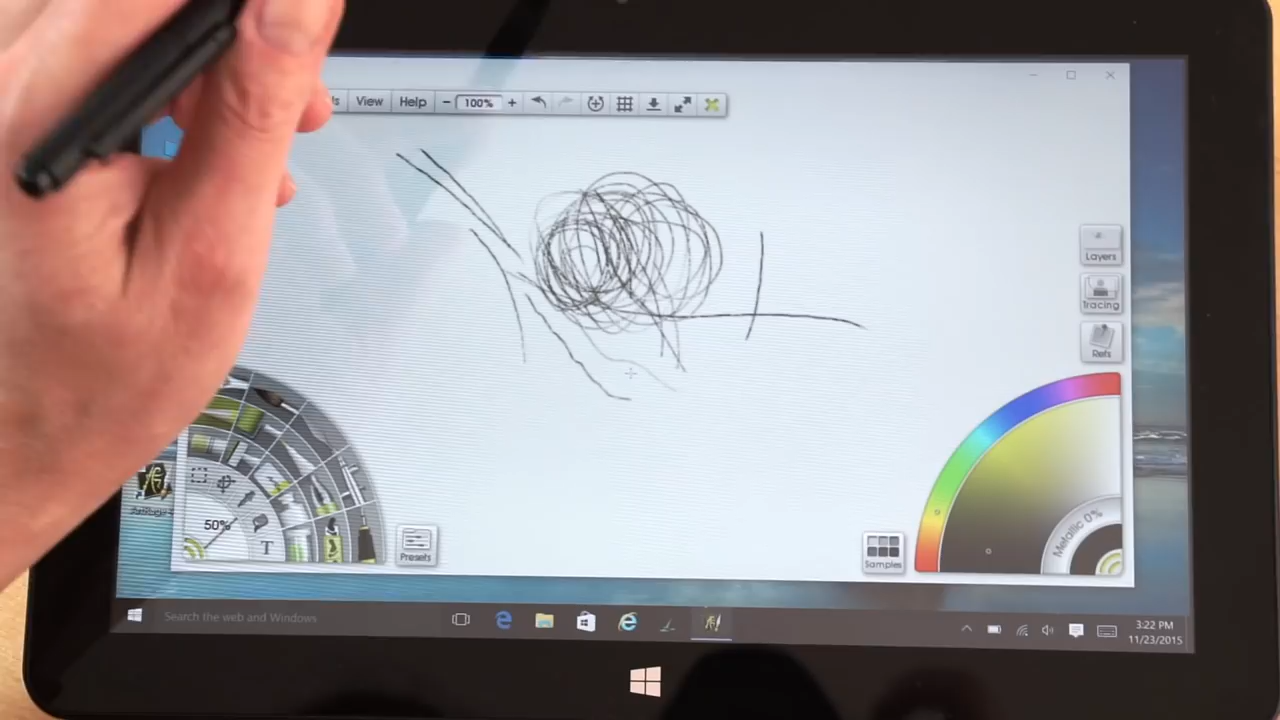 View Help 100%
Layers
Tracing
Refs
50%
T
Presets
Samples
Metallic 0%
Search the web and Windows
3:22 PM
11/23/2015